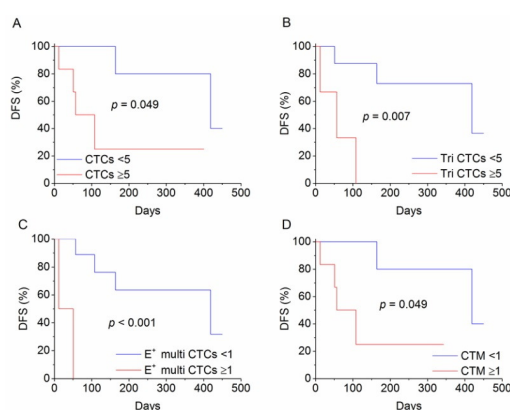 A
DFS (%)
100
80
60
40
20
0
p = 0.049
CTCs <5
CTCs ≥5
0 100 200 300 400 500
Days
B
DFS (%)
100
80
60
40
20
0
p = 0.007
Tri CTCs <5
Tri CTCs ≥5
0 100 200 300 400 500
Days
C
DFS (%)
100
80
60
40
20
0
p < 0.001
E⁺ multi CTCs <1
E⁺ multi CTCs ≥1
0 100 200 300 400 500
Days
D
DFS (%)
100
80
60
40
20
0
p = 0.049
CTM <1
CTM ≥1
0 100 200 300 400 500
Days